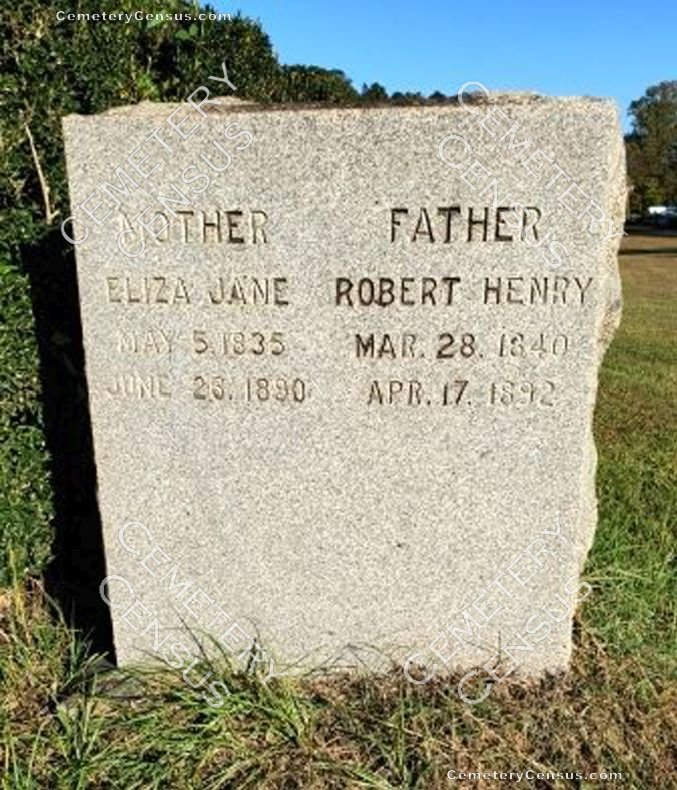 CemeteryCensus.com
CEMETERY CENSUS
CEMETERY CENSUS
MOTHER
ELIZA JANE
MAY 5. 1835
JUNE 26. 1890
FATHER
ROBERT HENRY
MAR. 28. 1840
APR. 17. 1892
CEMETERY CENSUS
CEMETERY CENSUS
CemeteryCensus.com